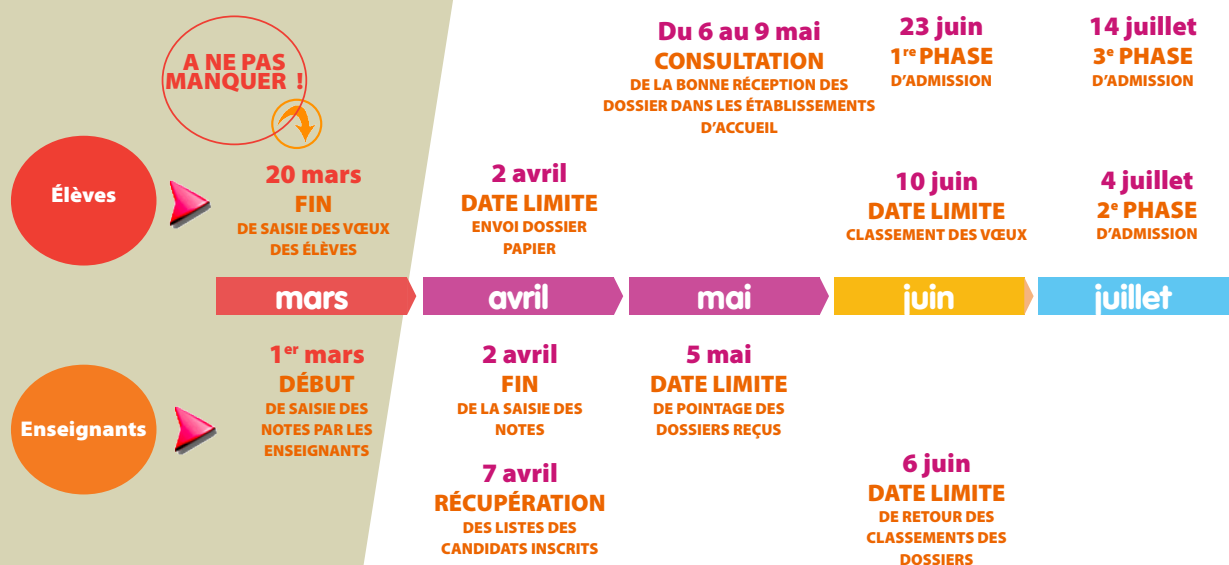 A NE PAS
MANQUER !
Élèves
20 mars
FIN
DE SAISIE DES VŒUX
DES ÉLÈVES
2 avril
DATE LIMITE
ENVOI DOSSIER
PAPIER
Du 6 au 9 mai
CONSULTATION
DE LA BONNE RÉCEPTION DES
DOSSIER DANS LES ÉTABLISSEMENTS
D’ACCUEIL
23 juin
1re PHASE
D’ADMISSION
10 juin
DATE LIMITE
CLASSEMENT DES VŒUX
14 juillet
3e PHASE
D’ADMISSION
4 juillet
2e PHASE
D’ADMISSION
mars
avril
mai
juin
juillet
Enseignants
1er mars
DÉBUT
DE SAISIE DES
NOTES PAR LES
ENSEIGNANTS
2 avril
FIN
DE LA SAISIE DES
NOTES
7 avril
RÉCUPÉRATION
DES LISTES DES
CANDIDATS INSCRITS
5 mai
DATE LIMITE
DE POINTAGE DES
DOSSIERS REÇUS
6 juin
DATE LIMITE
DE RETOUR DES
CLASSEMENTS DES
DOSSIERS